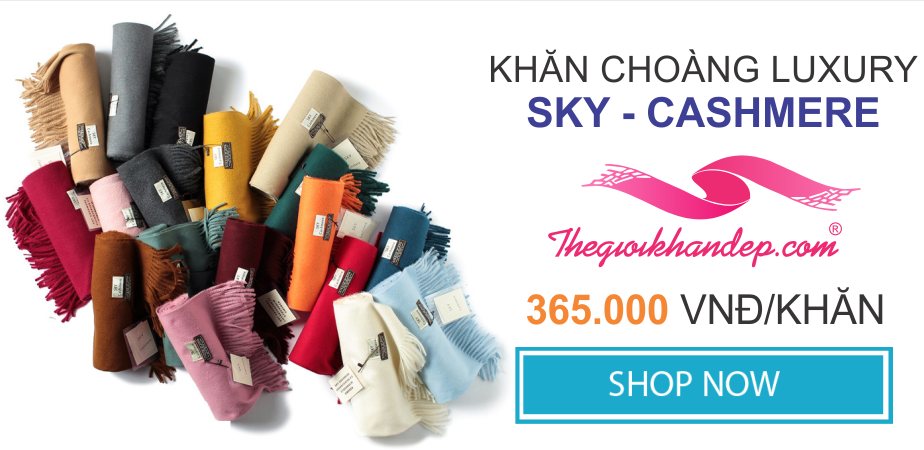 KHĂN CHOÀNG LUXURY
SKY - CASHMERE
Thegioikhandep.com®
365.000 VNĐ/KHĂN
SHOP NOW